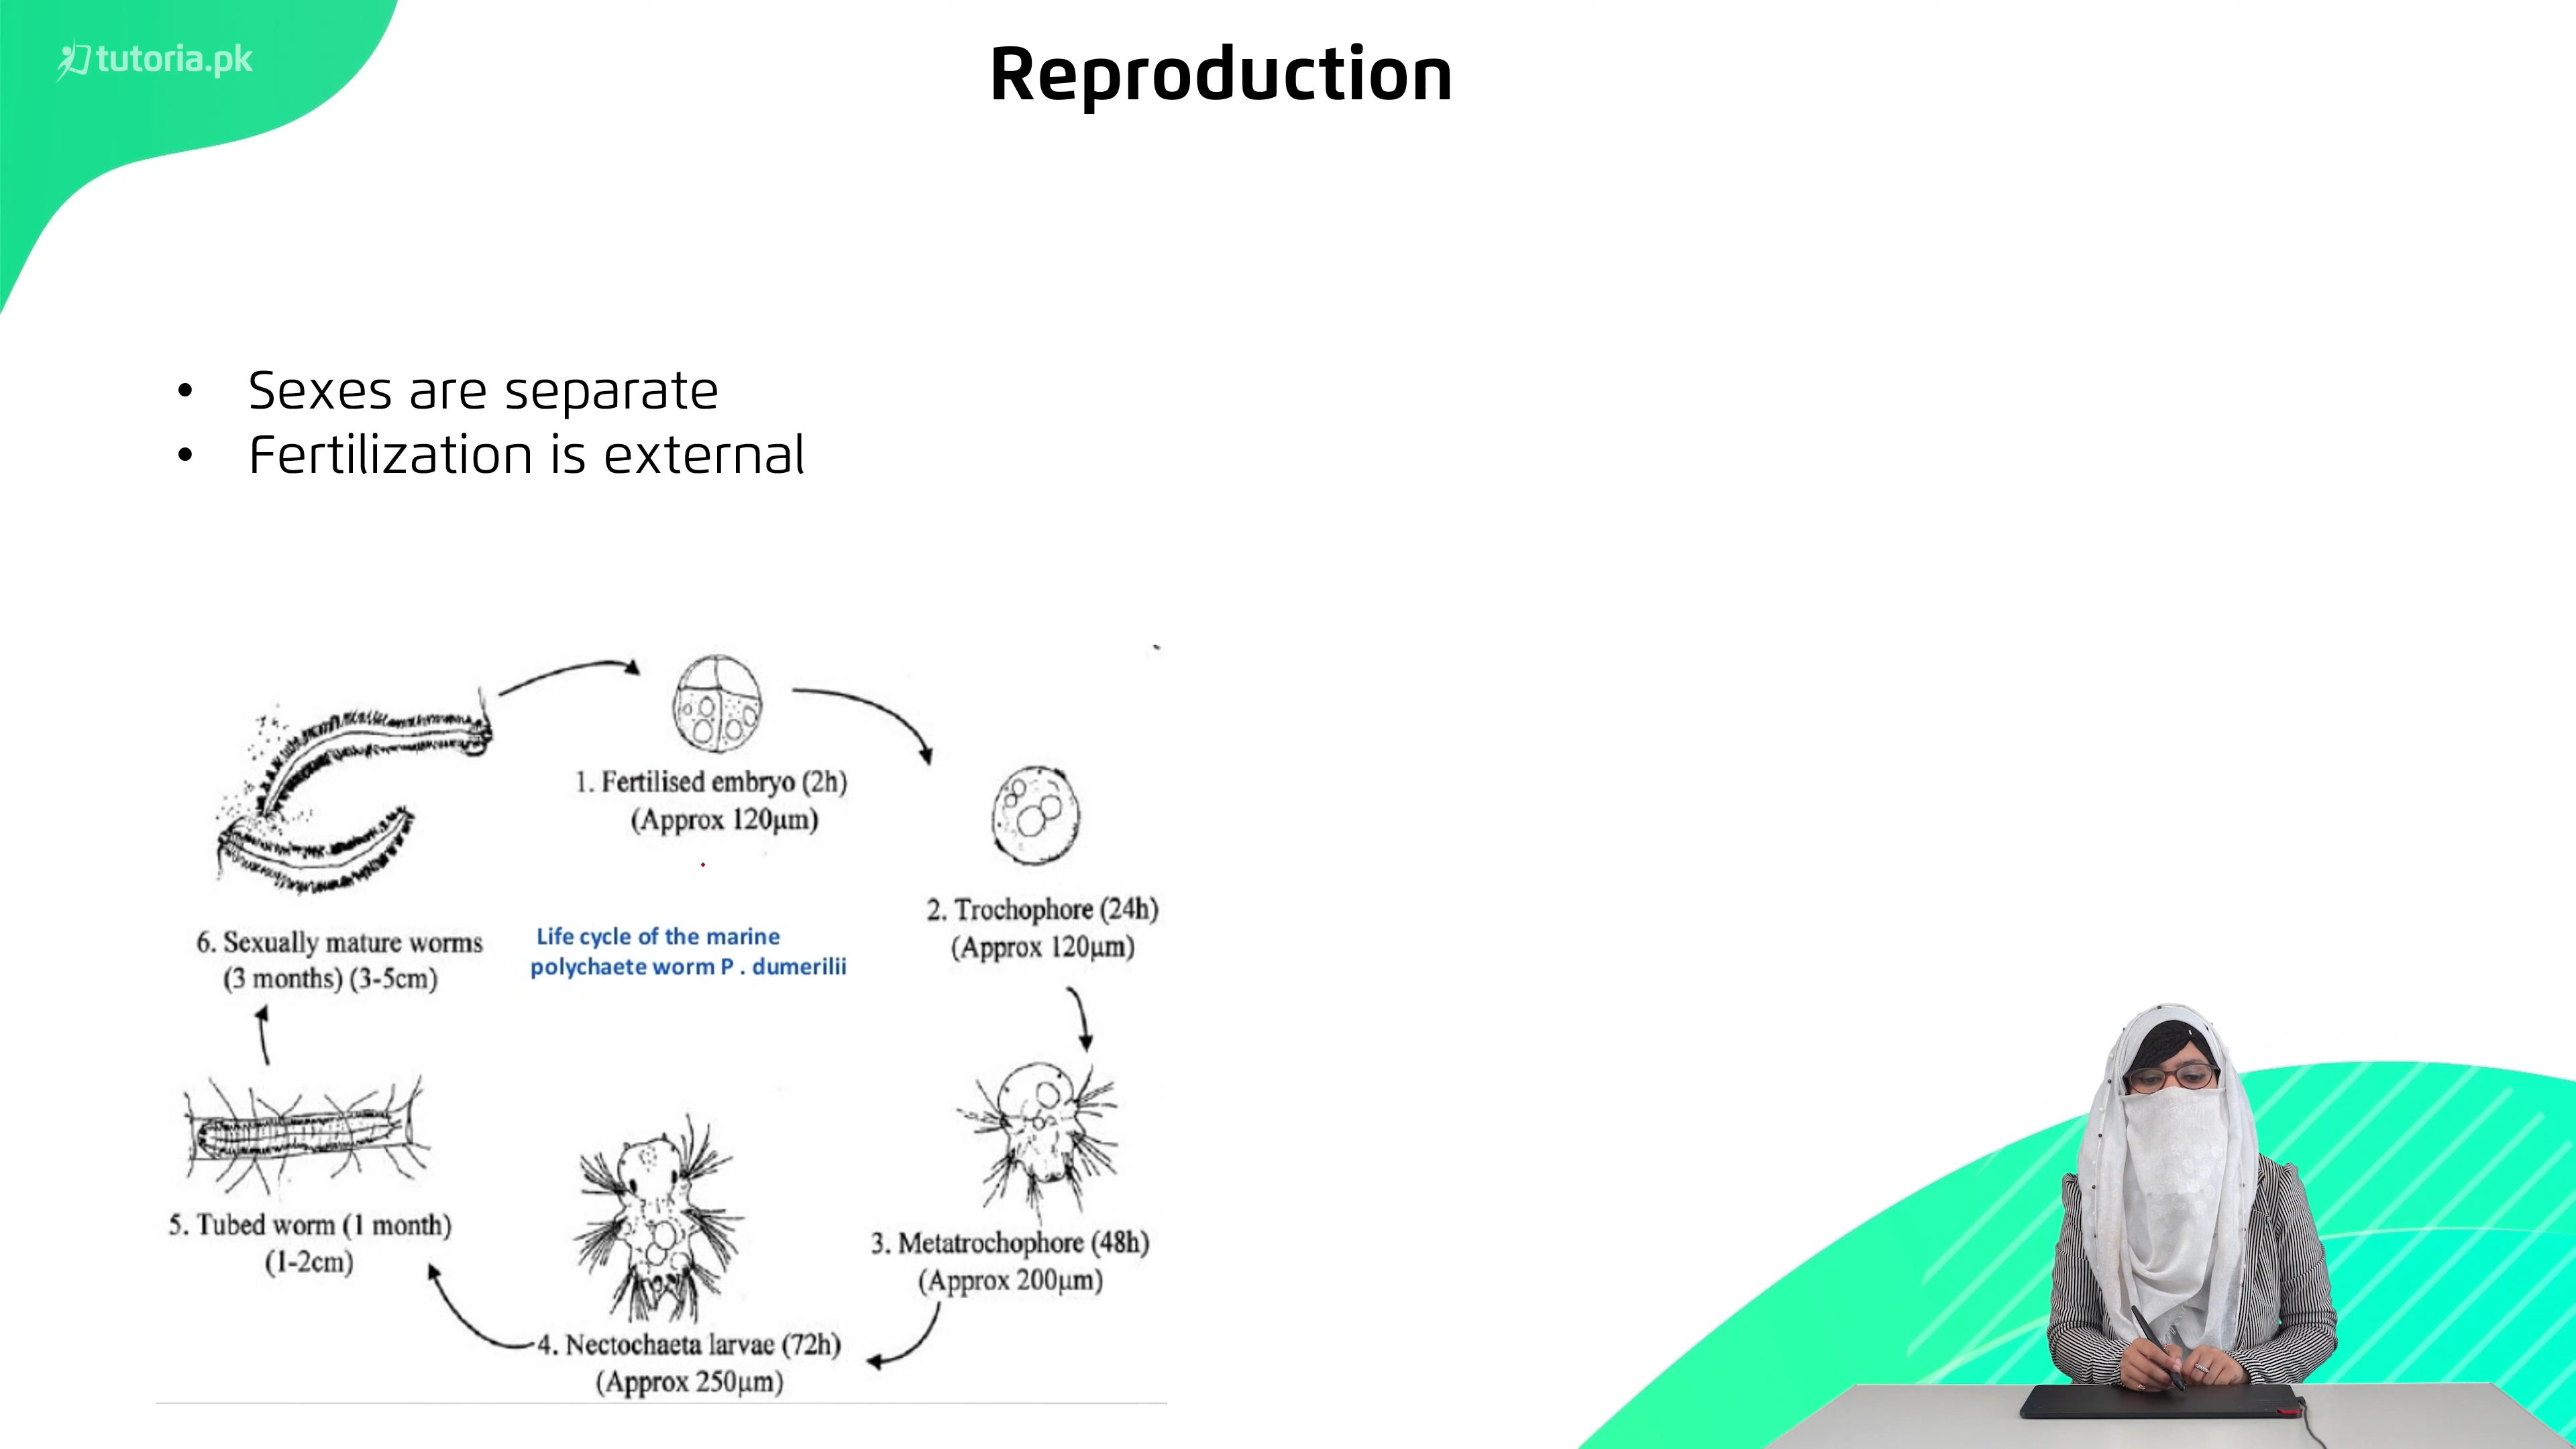 tutoria.pk
Reproduction
• Sexes are separate
• Fertilization is external
1. Fertilised embryo (2h)
(Approx 120μm)
2. Trochophore (24h)
(Approx 120μm)
3. Metatrochophore (48h)
(Approx 200μm)
4. Nectochaeta larvae (72h)
(Approx 250μm)
5. Tubed worm (1 month)
(1-2cm)
6. Sexually mature worms
(3 months) (3-5cm)
Life cycle of the marine
polychaete worm P . dumerilii